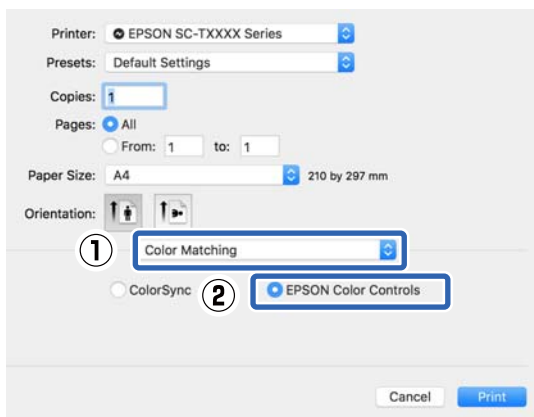 Printer: EPSON SC-TXXXX Series
Presets: Default Settings
Copies: 1
Pages: All
From: 1 to: 1
Paper Size: A4 210 by 297 mm
Orientation:
① Color Matching
ColorSync ② EPSON Color Controls
Cancel Print